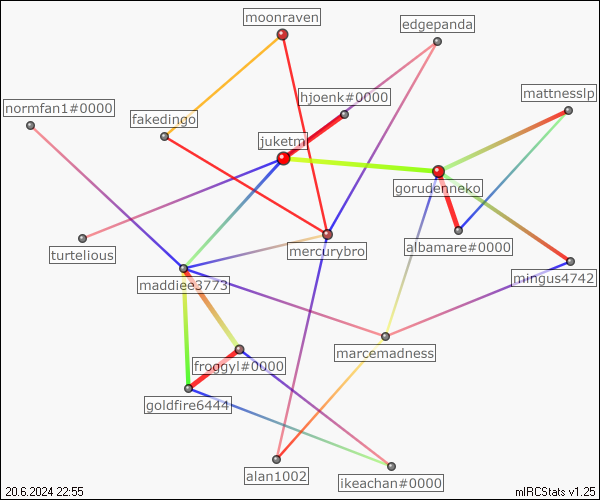 moonraven
edgepanda
mattnesslp
hjoenk#0000
normfan1#0000
fakedingo
juketm
gorudenneko
albamare#0000
mercurybro
turtelious
mingus4742
maddiee3773
marcemadness
froggyl#0000
goldfire6444
alan1002
ikeachan#0000
20.6.2024 22:55
mIRCStats v1.25